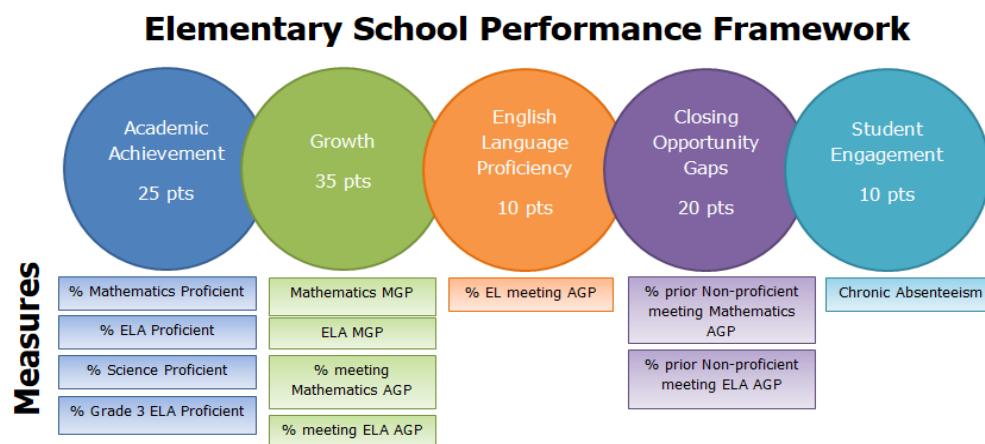 Elementary School Performance Framework
Academic
Achievement
25 pts
Growth
35 pts
English
Language
Proficiency
10 pts
Closing
Opportunity
Gaps
20 pts
Student
Engagement
10 pts
Measures
% Mathematics Proficient
% ELA Proficient
% Science Proficient
% Grade 3 ELA Proficient
Mathematics MGP
ELA MGP
% meeting
Mathematics AGP
% meeting ELA AGP
% EL meeting AGP
% prior Non-proficient
meeting Mathematics
AGP
% prior Non-proficient
meeting ELA AGP
Chronic Absenteeism